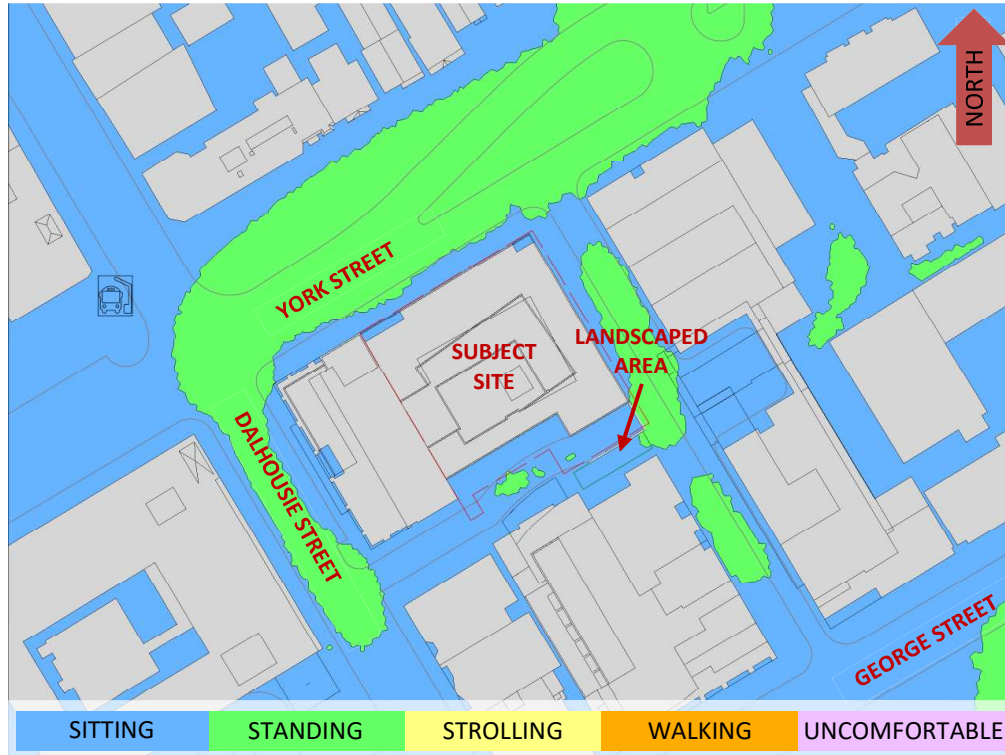 NORTH
YORK STREET
LANDSCAPED
AREA
SUBJECT
SITE
DALHOUSIE STREET
GEORGE STREET
SITTING
STANDING
STROLLING
WALKING
UNCOMFORTABLE